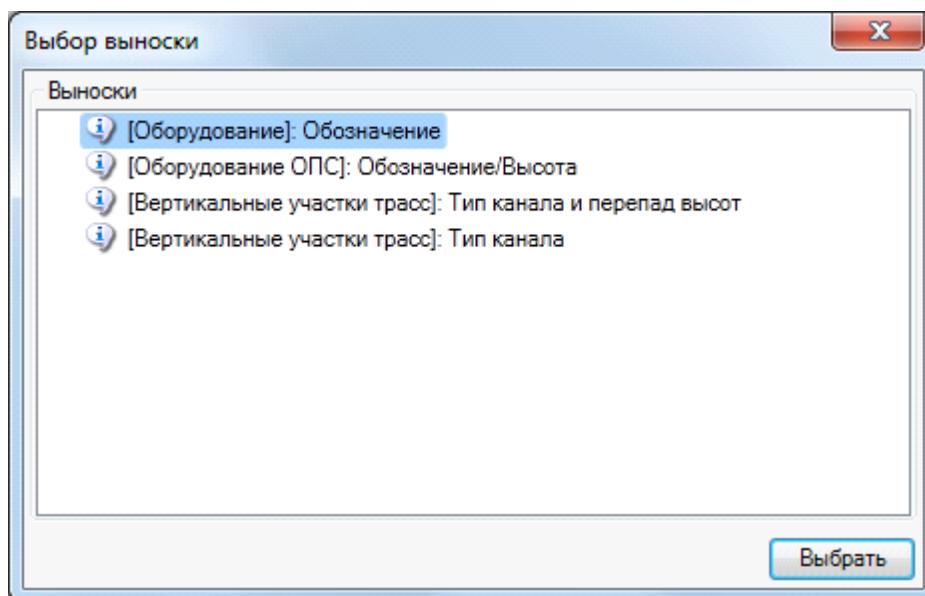 Выбор выноски
Выноски
[Оборудование]: Обозначение
[Оборудование ОПС]: Обозначение/Высота
[Вертикальные участки трасс]: Тип канала и перепад высот
[Вертикальные участки трасс]: Тип канала
Выбрать